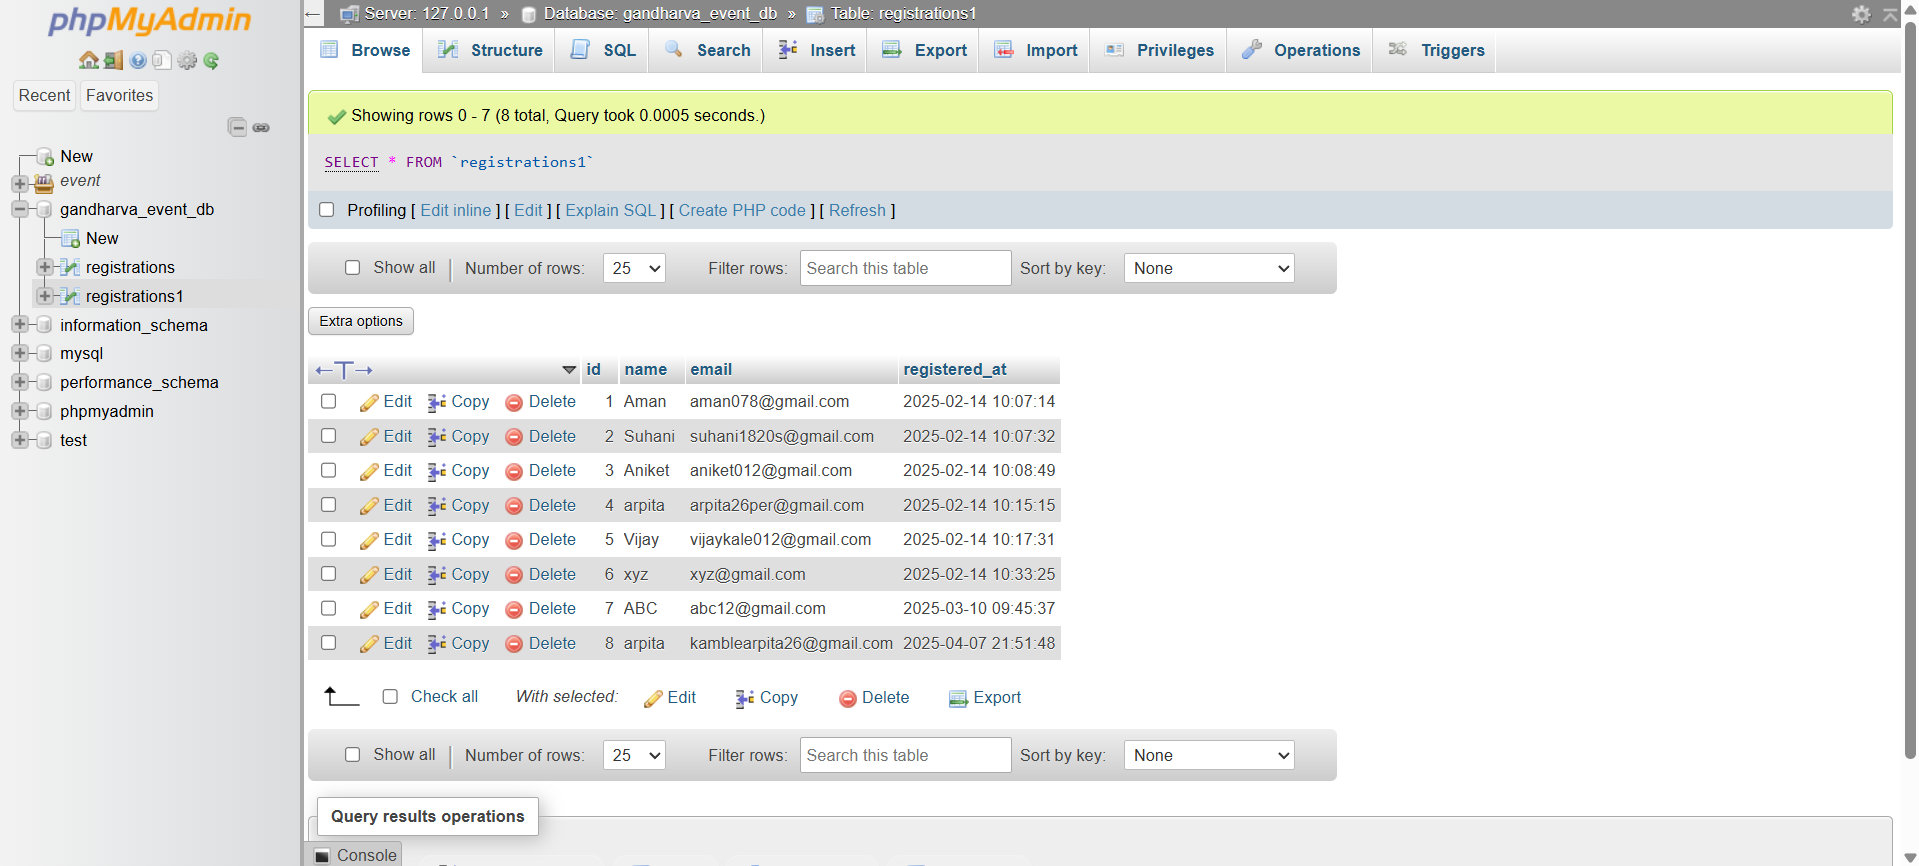 phpMyAdmin
Recent Favorites
New
event
gandharva_event_db
New
registrations
registrations1
information_schema
mysql
performance_schema
phpmyadmin
test
Server: 127.0.0.1 » Database: gandharva_event_db » Table: registrations1
Browse Structure SQL Search Insert Export Import Privileges Operations Triggers
Showing rows 0 - 7 (8 total, Query took 0.0005 seconds.)
SELECT * FROM `registrations1`
Profiling [ Edit inline ] [ Edit ] [ Explain SQL ] [ Create PHP code ] [ Refresh ]
Show all Number of rows: 25 Filter rows: Search this table Sort by key: None
Extra options
←T→ id name email registered_at
Edit Copy Delete 1 Aman aman078@gmail.com 2025-02-14 10:07:14
Edit Copy Delete 2 Suhani suhani1820s@gmail.com 2025-02-14 10:07:32
Edit Copy Delete 3 Aniket aniket012@gmail.com 2025-02-14 10:08:49
Edit Copy Delete 4 arpita arpita26per@gmail.com 2025-02-14 10:15:15
Edit Copy Delete 5 Vijay vijaykale012@gmail.com 2025-02-14 10:17:31
Edit Copy Delete 6 xyz xyz@gmail.com 2025-02-14 10:33:25
Edit Copy Delete 7 ABC abc12@gmail.com 2025-03-10 09:45:37
Edit Copy Delete 8 arpita kamblearpita26@gmail.com 2025-04-07 21:51:48
Check all With selected: Edit Copy Delete Export
Show all Number of rows: 25 Filter rows: Search this table Sort by key: None
Query results operations
Console